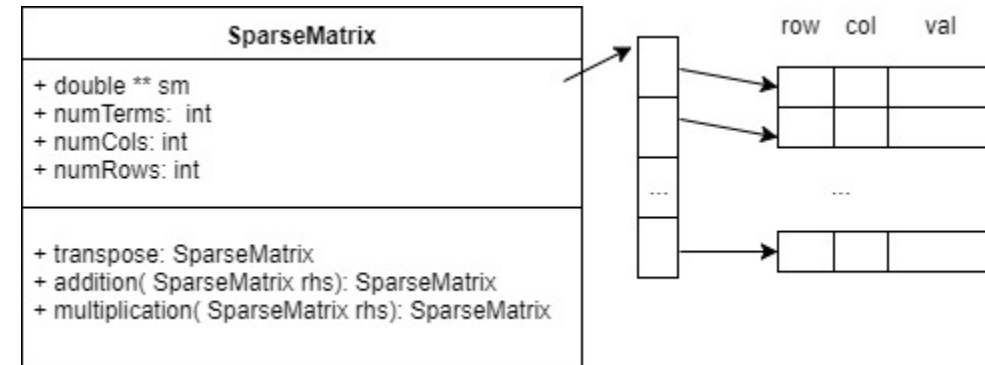 SparseMatrix
+ double ** sm
+ numTerms:  int
+ numCols: int
+ numRows: int
+ transpose: SparseMatrix
+ addition( SparseMatrix rhs): SparseMatrix
+ multiplication( SparseMatrix rhs): SparseMatrix
row col val
... ...